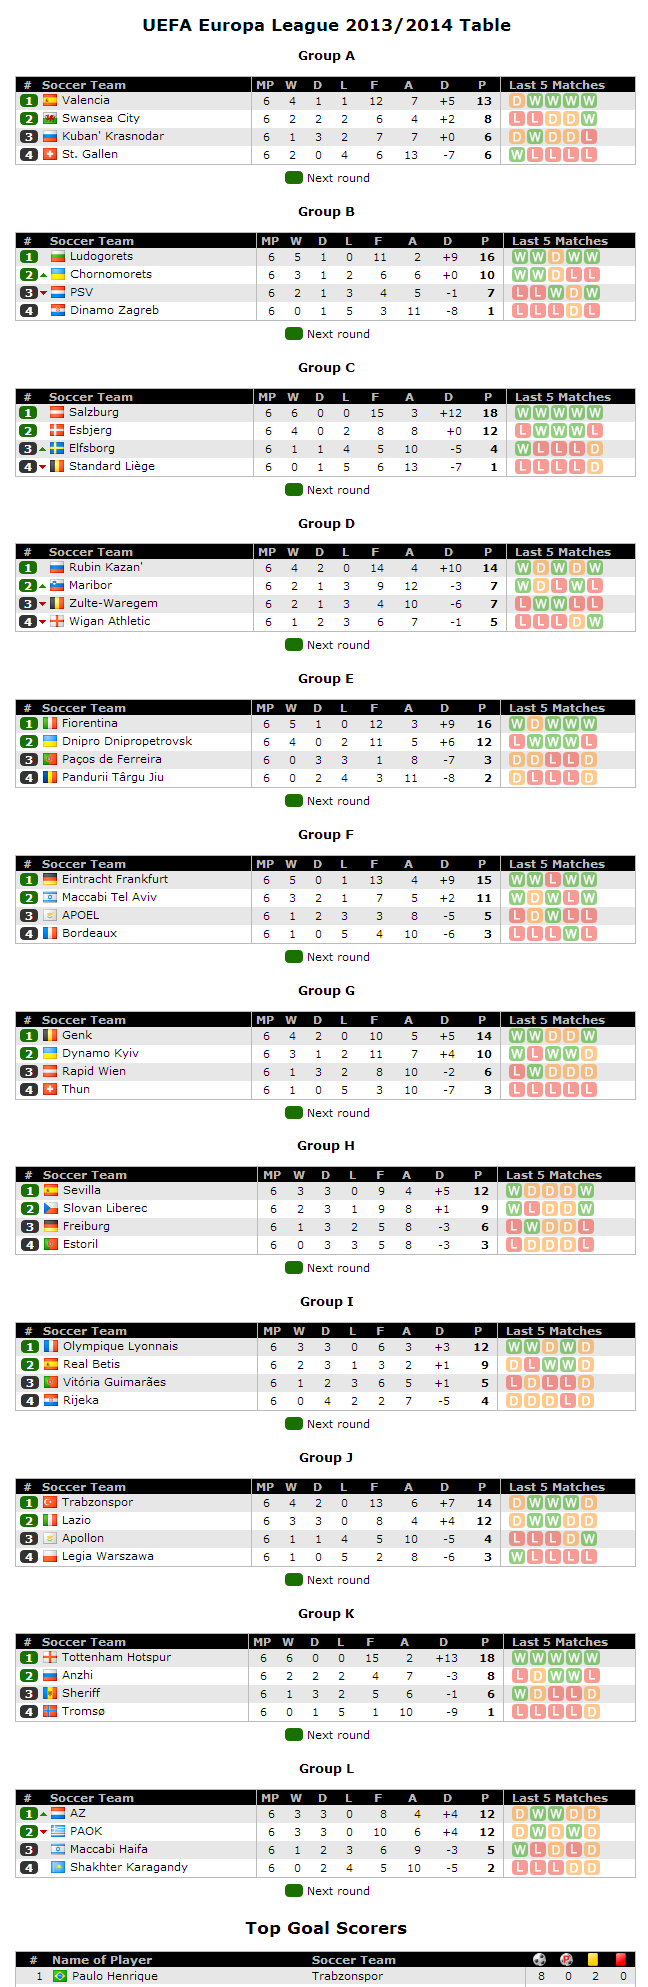 UEFA Europa League 2013/2014 Table
Group A
# Soccer Team MP W D L F A D P Last 5 Matches
1 Valencia 6 4 1 1 12 7 +5 13 D W W W W
2 Swansea City 6 2 2 2 6 4 +2 8 L L D D W
3 Kuban' Krasnodar 6 1 3 2 7 7 +0 6 D W D D L
4 St. Gallen 6 2 0 4 6 13 -7 6 W L L L L
Next round
Group B
# Soccer Team MP W D L F A D P Last 5 Matches
1 Ludogorets 6 5 1 0 11 2 +9 16 W W D W W
2 Chornomorets 6 3 1 2 6 6 +0 10 W W D L L
3 PSV 6 2 1 3 4 5 -1 7 L L W D W
4 Dinamo Zagreb 6 0 1 5 3 11 -8 1 L L L D L
Next round
Group C
# Soccer Team MP W D L F A D P Last 5 Matches
1 Salzburg 6 6 0 0 15 3 +12 18 W W W W W
2 Esbjerg 6 4 0 2 8 8 +0 12 L W W W L
3 Elfsborg 6 1 1 4 5 10 -5 4 W L L L D
4 Standard Liège 6 0 1 5 6 13 -7 1 L L L L D
Next round
Group D
# Soccer Team MP W D L F A D P Last 5 Matches
1 Rubin Kazan' 6 4 2 0 14 4 +10 14 W D W D W
2 Maribor 6 2 1 3 9 12 -3 7 W D L W L
3 Zulte-Waregem 6 2 1 3 4 10 -6 7 L W W L L
4 Wigan Athletic 6 1 2 3 6 7 -1 5 L L L D W
Next round
Group E
# Soccer Team MP W D L F A D P Last 5 Matches
1 Fiorentina 6 5 1 0 12 3 +9 16 W D W W W
2 Dnipro Dnipropetrovsk 6 4 0 2 11 5 +6 12 L W W W L
3 Paços de Ferreira 6 0 3 3 1 8 -7 3 D D L L D
4 Pandurii Târgu Jiu 6 0 2 4 3 11 -8 2 D L L L D
Next round
Group F
# Soccer Team MP W D L F A D P Last 5 Matches
1 Eintracht Frankfurt 6 5 0 1 13 4 +9 15 W W L W W
2 Maccabi Tel Aviv 6 3 2 1 7 5 +2 11 W D W L W
3 APOEL 6 1 2 3 3 8 -5 5 L D W L L
4 Bordeaux 6 1 0 5 4 10 -6 3 L L L W L
Next round
Group G
# Soccer Team MP W D L F A D P Last 5 Matches
1 Genk 6 4 2 0 10 5 +5 14 W W D D W
2 Dynamo Kyiv 6 3 1 2 11 7 +4 10 W L W W D
3 Rapid Wien 6 1 3 2 8 10 -2 6 L W D D D
4 Thun 6 1 0 5 3 10 -7 3 L L L L L
Next round
Group H
# Soccer Team MP W D L F A D P Last 5 Matches
1 Sevilla 6 3 3 0 9 4 +5 12 W D D D W
2 Slovan Liberec 6 2 3 1 9 8 +1 9 W L D D W
3 Freiburg 6 1 3 2 5 8 -3 6 L W D D L
4 Estoril 6 0 3 3 5 8 -3 3 L D D D L
Next round
Group I
# Soccer Team MP W D L F A D P Last 5 Matches
1 Olympique Lyonnais 6 3 3 0 6 3 +3 12 W W D W D
2 Real Betis 6 2 3 1 3 2 +1 9 D L W W D
3 Vitória Guimarães 6 1 2 3 6 5 +1 5 L D L L D
4 Rijeka 6 0 4 2 2 7 -5 4 D D D L D
Next round
Group J
# Soccer Team MP W D L F A D P Last 5 Matches
1 Trabzonspor 6 4 2 0 13 6 +7 14 D W W W D
2 Lazio 6 3 3 0 8 4 +4 12 D W W D D
3 Apollon 6 1 1 4 5 10 -5 4 L L L D W
4 Legia Warszawa 6 1 0 5 2 8 -6 3 W L L L L
Next round
Group K
# Soccer Team MP W D L F A D P Last 5 Matches
1 Tottenham Hotspur 6 6 0 0 15 2 +13 18 W W W W W
2 Anzhi 6 2 2 2 4 7 -3 8 L D W W L
3 Sheriff 6 1 3 2 5 6 -1 6 W D L L D
4 Tromsø 6 0 1 5 1 10 -9 1 L L L L D
Next round
Group L
# Soccer Team MP W D L F A D P Last 5 Matches
1 AZ 6 3 3 0 8 4 +4 12 D W W D D
2 PAOK 6 3 3 0 10 6 +4 12 D W D W D
3 Maccabi Haifa 6 1 2 3 6 9 -3 5 W L D L D
4 Shakhter Karagandy 6 0 2 4 5 10 -5 2 L L L D D
Next round
Top Goal Scorers
# Name of Player Soccer Team
1 Paulo Henrique Trabzonspor 8 0 2 0